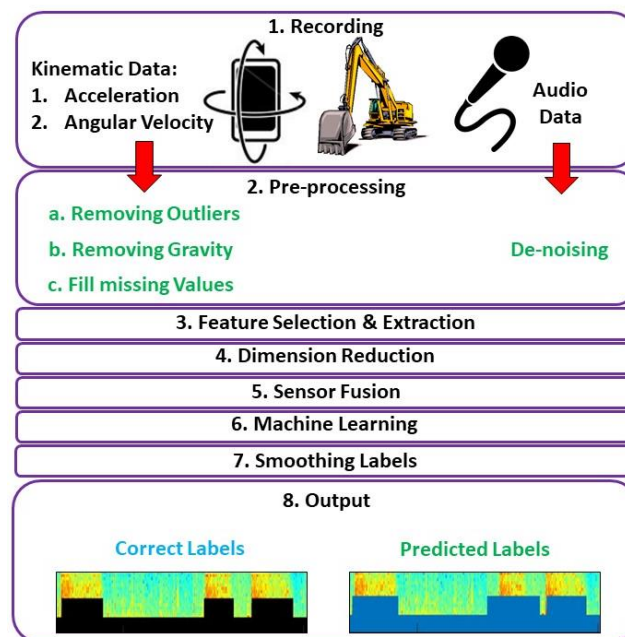 1. Recording
Kinematic Data:
1. Acceleration
2. Angular Velocity
Audio
Data
2. Pre-processing
a. Removing Outliers
b. Removing Gravity
c. Fill missing Values
De-noising
3. Feature Selection & Extraction
4. Dimension Reduction
5. Sensor Fusion
6. Machine Learning
7. Smoothing Labels
8. Output
Correct Labels
Predicted Labels